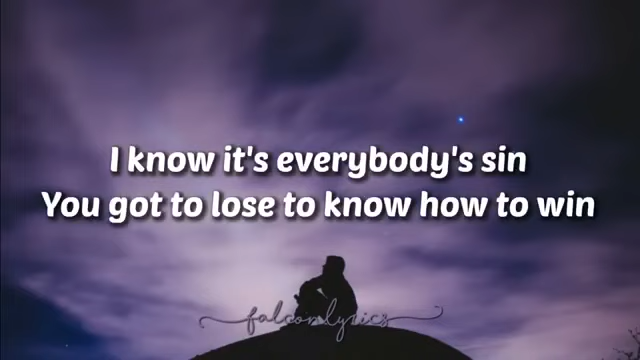 I know it's everybody's sin
You got to lose to know how to win
falconlyrics